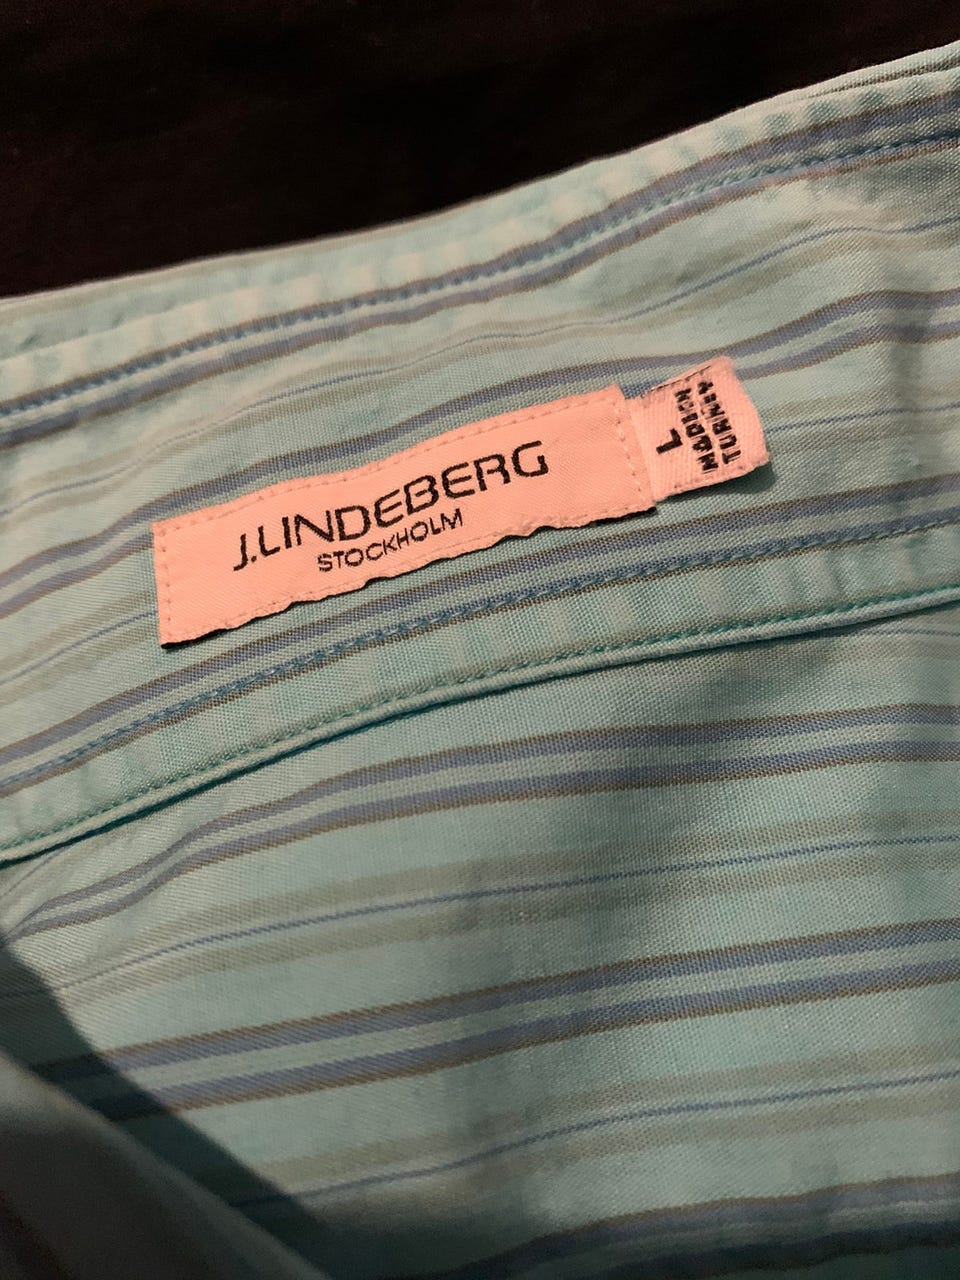 J.LINDEBERG
STOCKHOLM
L
MADE IN
TURKEY